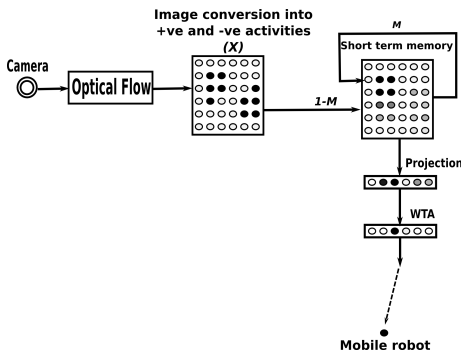 Image conversion into
+ve and -ve activities
(X)
M
Short term memory
Camera
Optical Flow
1-M
Projection
WTA
Mobile robot